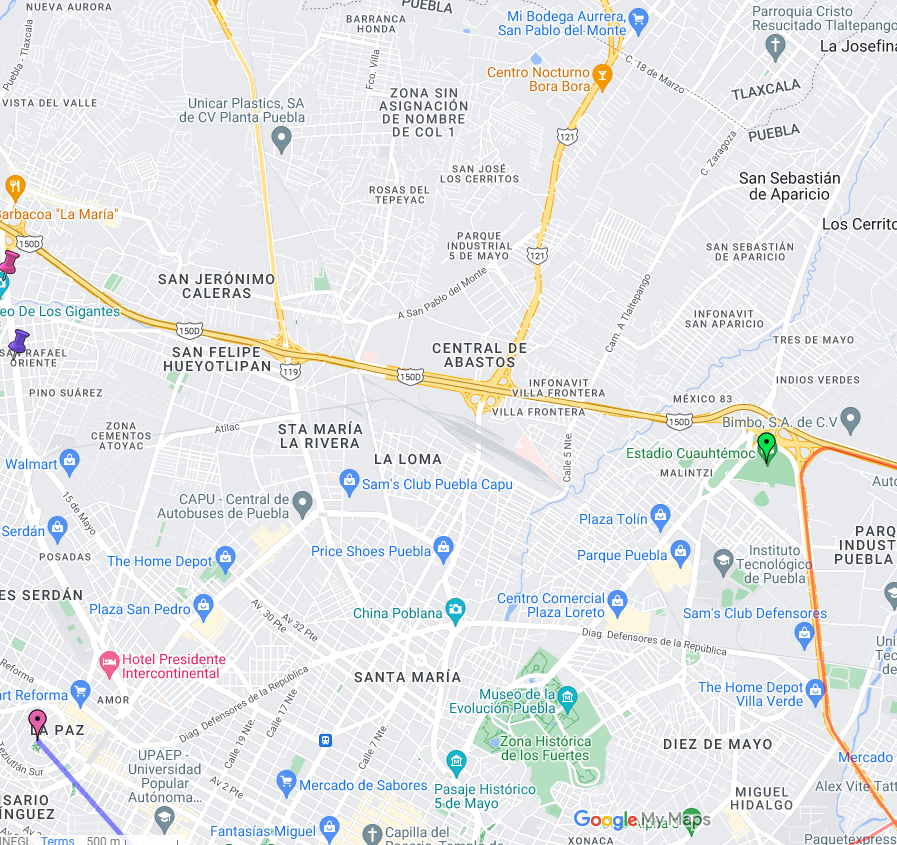 NUEVA AURORA
PUEBLA
BARRANCA
HONDA
Mi Bodega Aurrera,
San Pablo del Monte
Parroquia Cristo
Resucitado Tlaltepango
La Josefina
Puebla - Tlaxcala
Fco. Villa
C. 18 de Marzo
Centro Nocturno
Bora Bora
TLAXCALA
PUEBLA
VISTA DEL VALLE
Unicar Plastics, SA
de CV Planta Puebla
ZONA SIN
ASIGNACIÓN
DE NOMBRE
DE COL 1
121
C. Zaragoza
SAN JOSÉ
LOS CERRITOS
ROSAS DEL
TEPEYAC
San Sebastián
de Aparicio
Barbacoa "La María"
Los Cerrito
150D
PARQUE
INDUSTRIAL
5 DE MAYO
121
SAN SEBASTIÁN
DE APARICIO
SAN JERÓNIMO
CALERAS
A San Pablo del Monte
Cam. A Tlaltepango
eo De Los Gigantes
INFONAVIT
SAN APARICIO
150D
TRES DE MAYO
SAN RAFAEL
ORIENTE
SAN FELIPE
HUEYOTLIPAN
119
CENTRAL DE
ABASTOS
150D
INFONAVIT
VILLA FRONTERA
INDIOS VERDES
PINO SUÁREZ
MÉXICO 83
VILLA FRONTERA
150D
Bimbo, S.A. de C.V
ZONA
CEMENTOS
ATOYAC
Atilac
STA MARÍA
LA RIVERA
LA LOMA
Calle 5 Nte.
Estadio Cuauhtémoc
MALINTZI
Walmart
Sam's Club Puebla Capu
Auto
15 de Mayo
CAPU - Central de
Autobuses de Puebla
Plaza Tolín
Serdán
PARQ
INDUST
PUEBLA
POSADAS
The Home Depot
Price Shoes Puebla
Parque Puebla
Instituto
Tecnológico
de Puebla
ES SERDÁN
Plaza San Pedro
Av. 30 Pte
Av. 32 Pte
China Poblana
Centro Comercial
Plaza Loreto
Sam's Club Defensores
Diag. Defensores de la República
Uni
Tec
de
Reforma
Hotel Presidente
Intercontinental
SANTA MARÍA
art Reforma
AMOR
Diag. Defensores de la República
Museo de la
Evolución Puebla
The Home Depot
Villa Verde
LA PAZ
Calle 19 Nte.
Calle 17 Nte.
Calle 7 Nte.
Zona Histórica
de los Fuertes
DIEZ DE MAYO
Teziutlán Sur
UPAEP -
Universidad
Popular
Autónoma...
Av 2 Pte
Mercado de Sabores
Pasaje Histórico
5 de Mayo
Mercado
Alex Vite Tatt
MIGUEL
HIDALGO
ISARIO
ÍNGUEZ
Google My Maps
Fantasías Miguel
Capilla del
XONACA
Paquetexpress
INEGI
Terms
500 m